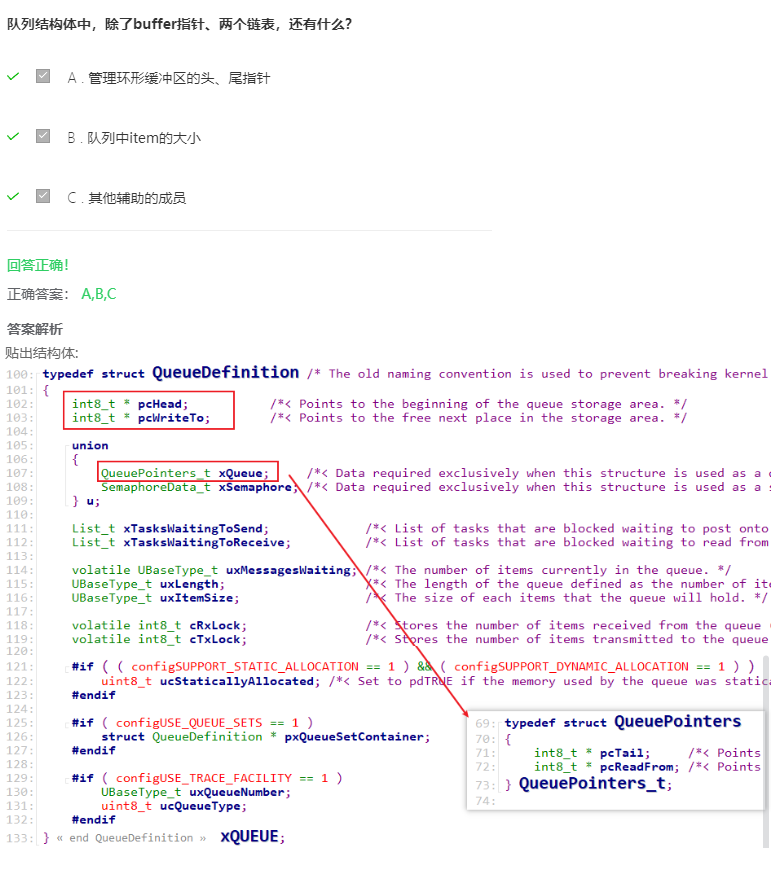 队列结构体中，除了buffer指针、两个链表，还有什么？
A . 管理环形缓冲区的头、尾指针
B . 队列中item的大小
C . 其他辅助的成员
回答正确！
正确答案： A,B,C
答案解析
贴出结构体:
100: typedef struct QueueDefinition /* The old naming convention is used to prevent breaking kernel
101: {
102: int8_t * pcHead; /*< Points to the beginning of the queue storage area. */
103: int8_t * pcWriteTo; /*< Points to the free next place in the storage area. */
104:
105: union
106: {
107: QueuePointers_t xQueue; /*< Data required exclusively when this structure is used as a
108: SemaphoreData_t xSemaphore; /*< Data required exclusively when this structure is used as a
109: } u;
110:
111: List_t xTasksWaitingToSend; /*< List of tasks that are blocked waiting to post onto
112: List_t xTasksWaitingToReceive; /*< List of tasks that are blocked waiting to read from
113:
114: volatile UBaseType_t uxMessagesWaiting; /*< The number of items currently in the queue. */
115: UBaseType_t uxLength; /*< The length of the queue defined as the number of
116: UBaseType_t uxItemSize; /*< The size of each items that the queue will hold. */
117:
118: volatile int8_t cRxLock; /*< Stores the number of items received from the queue
119: volatile int8_t cTxLock; /*< Stores the number of items transmitted to the queue
120:
121: #if ( ( configSUPPORT_STATIC_ALLOCATION == 1 ) && ( configSUPPORT_DYNAMIC_ALLOCATION == 1 ) )
122: uint8_t ucStaticallyAllocated; /*< Set to pdTRUE if the memory used by the queue was
123: #endif
124:
125: #if ( configUSE_QUEUE_SETS == 1 )
126: struct QueueDefinition * pxQueueSetContainer;
127: #endif
128:
129: #if ( configUSE_TRACE_FACILITY == 1 )
130: UBaseType_t uxQueueNumber;
131: uint8_t ucQueueType;
132: #endif
133: } « end QueueDefinition » xQUEUE;
69: typedef struct QueuePointers
70: {
71: int8_t * pcTail; /*< Points
72: int8_t * pcReadFrom; /*< Points
73: } QueuePointers_t;
74: